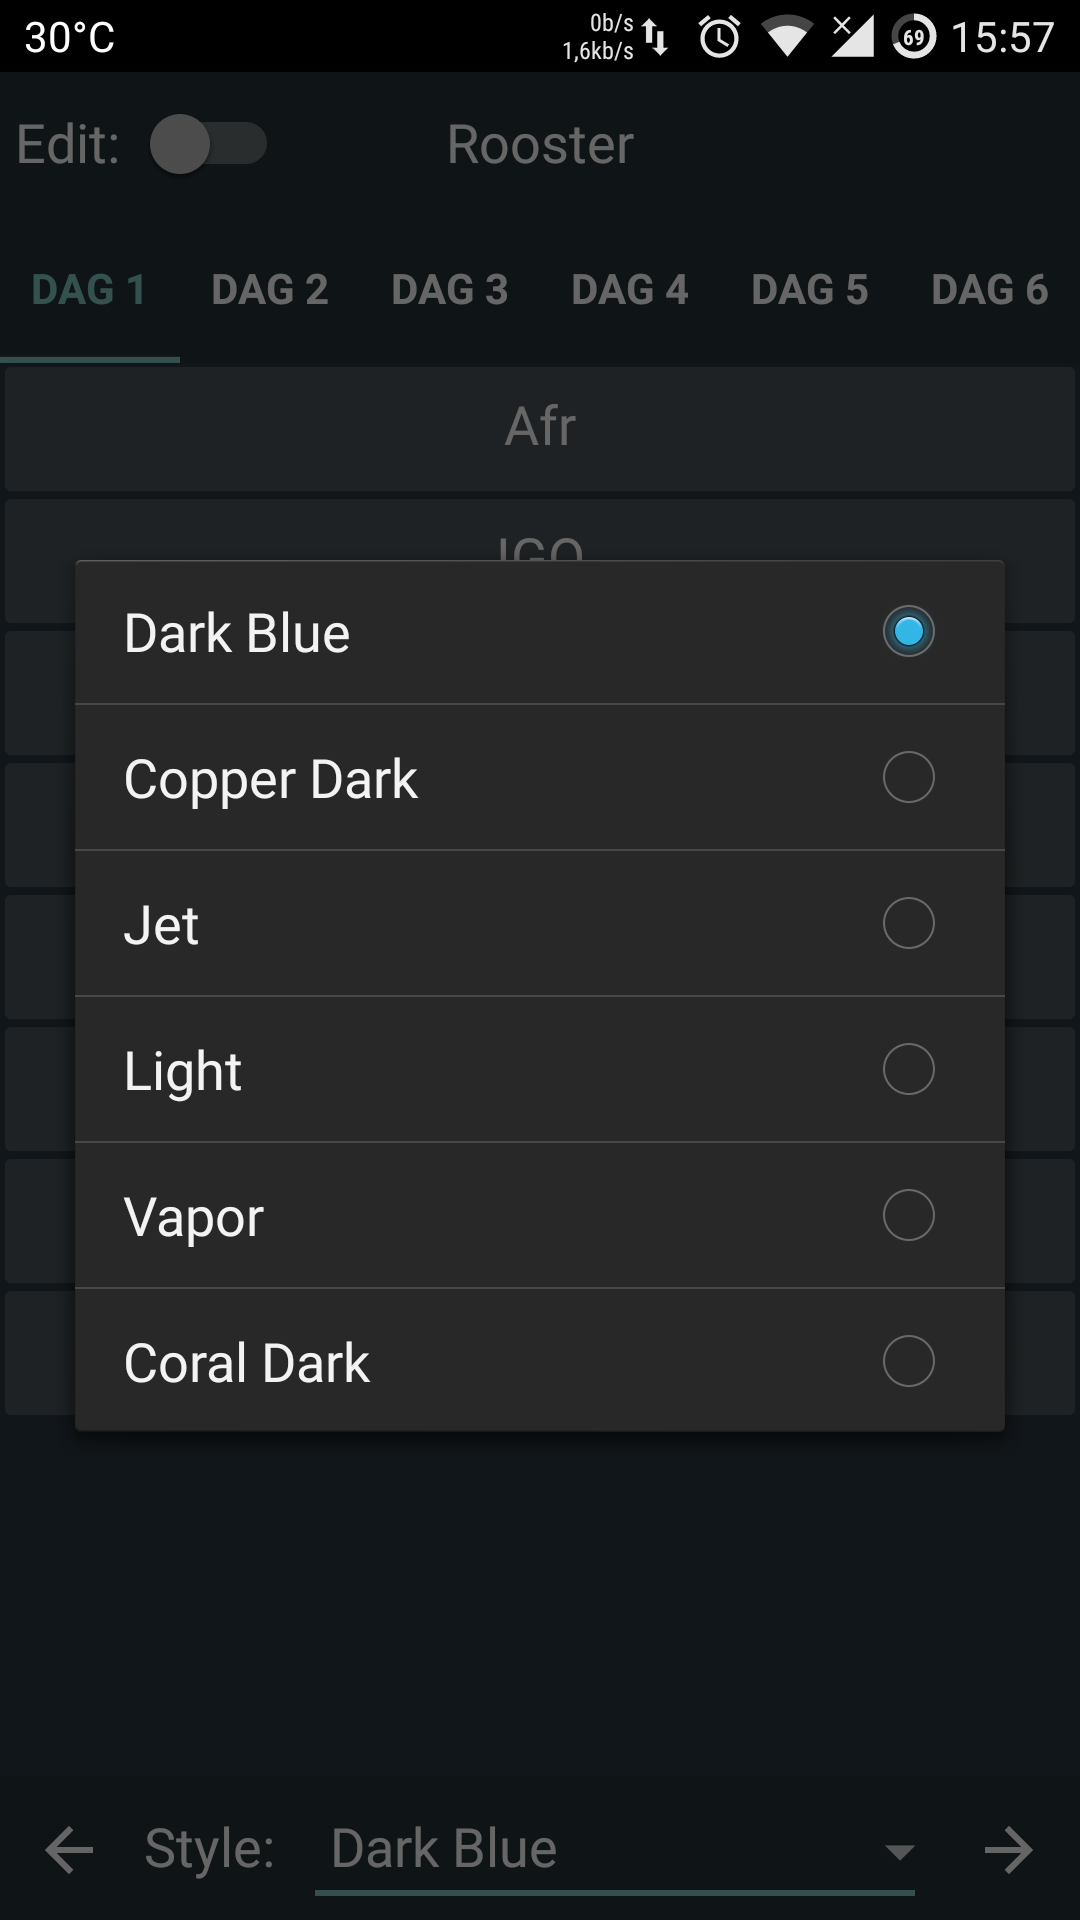 30°C 0b/s 1,6kb/s 69 15:57
Edit: Rooster
DAG 1 DAG 2 DAG 3 DAG 4 DAG 5 DAG 6
Afr
Dark Blue
Copper Dark
Jet
Light
Vapor
Coral Dark
Style: Dark Blue